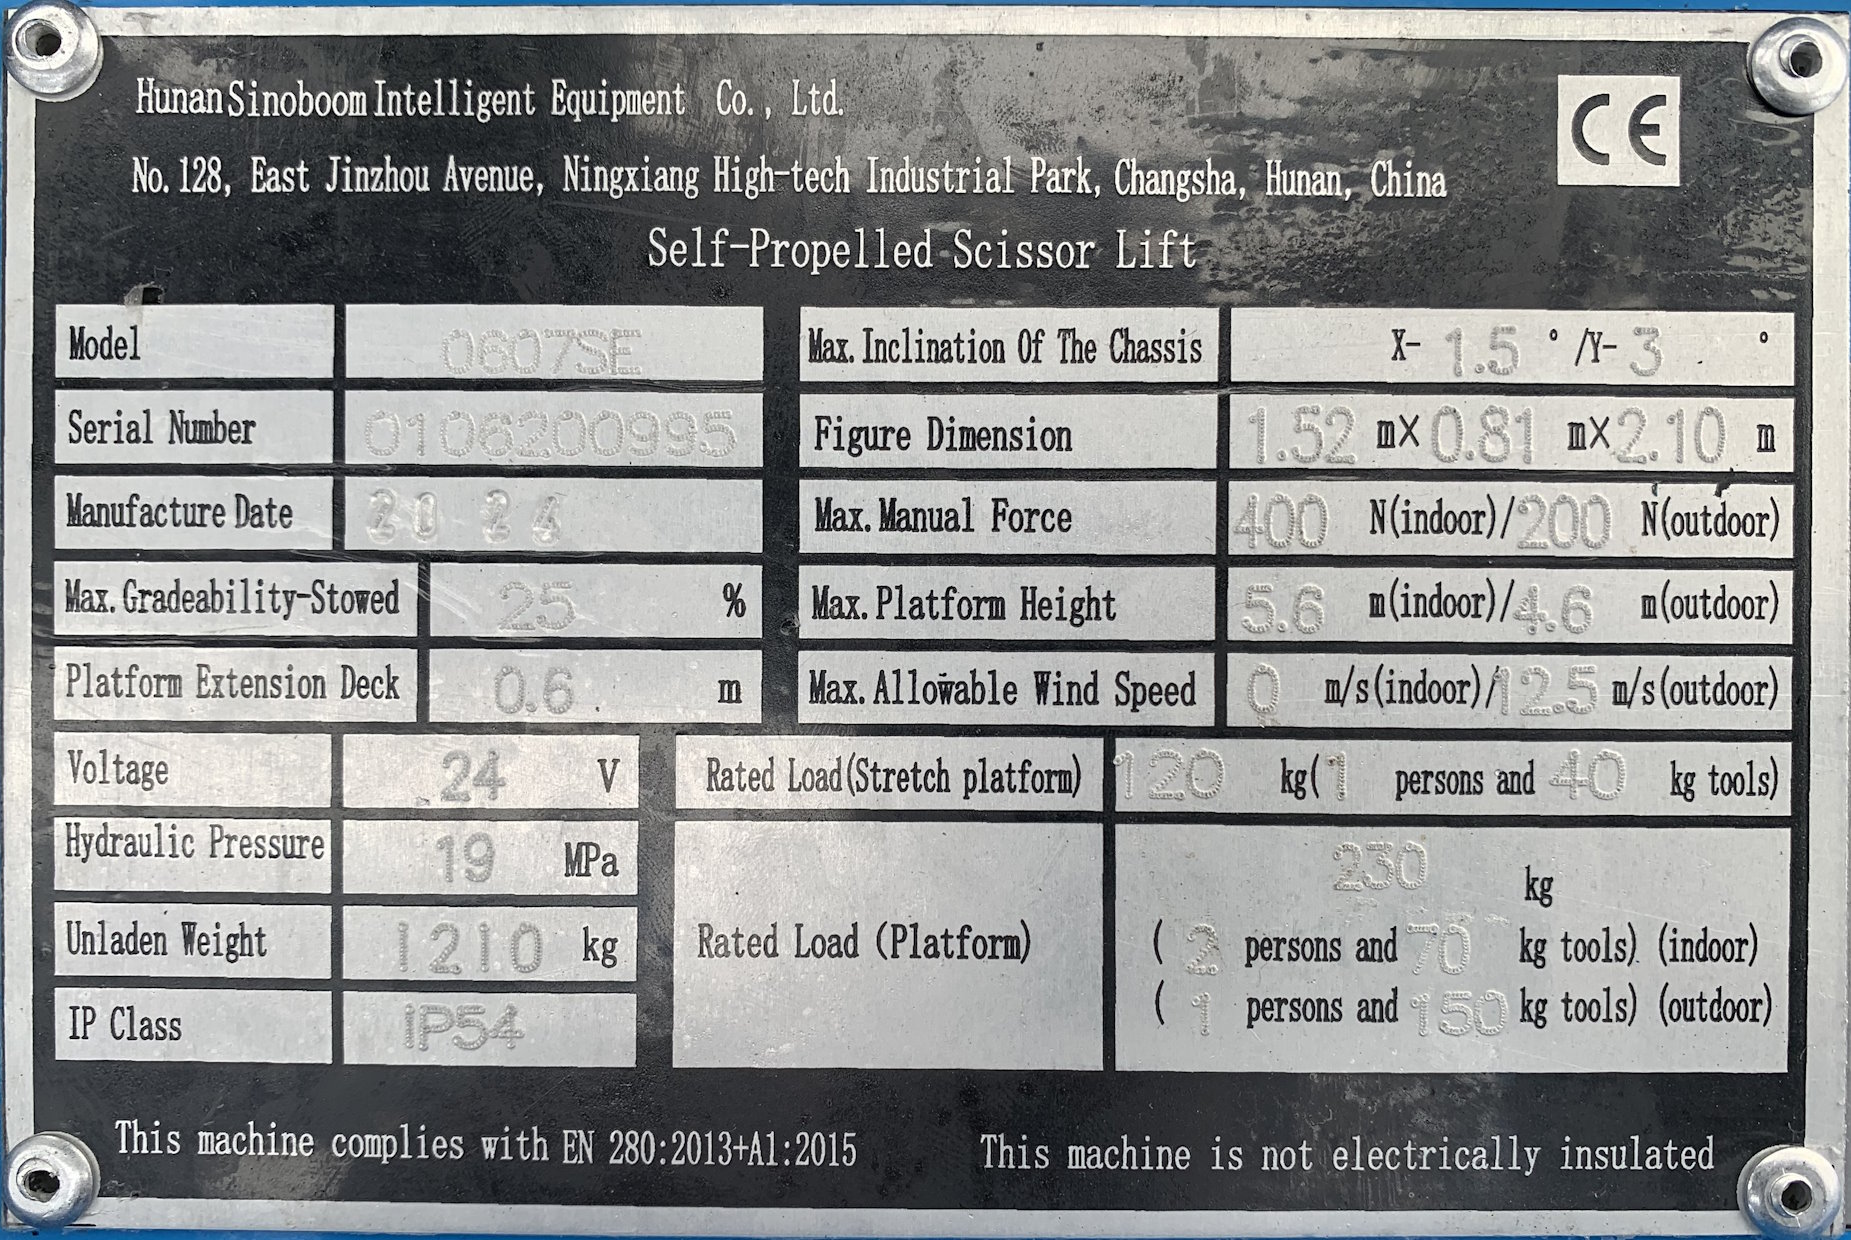 Hunan Sinoboom Intelligent Equipment Co., Ltd.
CE
No. 128, East Jinzhou Avenue, Ningxiang High-tech Industrial Park, Changsha, Hunan, China
Self-Propelled Scissor Lift
Model 0607SE
Max. Inclination Of The Chassis X- 1.5 ° /Y- 3 °
Serial Number 0106200995
Figure Dimension 1.52 m× 0.81 m× 2.10 m
Manufacture Date
Max. Manual Force 400 N(indoor)/ 200 N(outdoor)
Max. Gradeability-Stowed 25 %
Max. Platform Height 5.6 m(indoor)/ 4.6 m(outdoor)
Platform Extension Deck 0.6 m
Max. Allowable Wind Speed 0 m/s(indoor)/ 12.5 m/s(outdoor)
Voltage 24 V
Rated Load(Stretch platform) 120 kg( 1 persons and 40 kg tools)
Hydraulic Pressure 19 MPa
Unladen Weight 1210 kg
IP Class IP54
Rated Load (Platform)
230 kg
( 2 persons and 70 kg tools) (indoor)
( 1 persons and 150 kg tools) (outdoor)
This machine complies with EN 280:2013+A1:2015
This machine is not electrically insulated